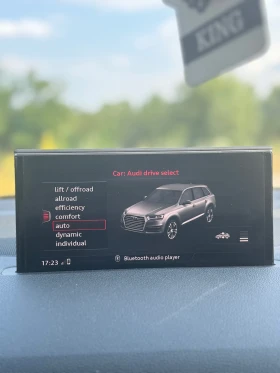 KING
Car: Audi drive select
lift / offroad
allroad
efficiency
comfort
auto
dynamic
individual
17:23
Bluetooth audio player